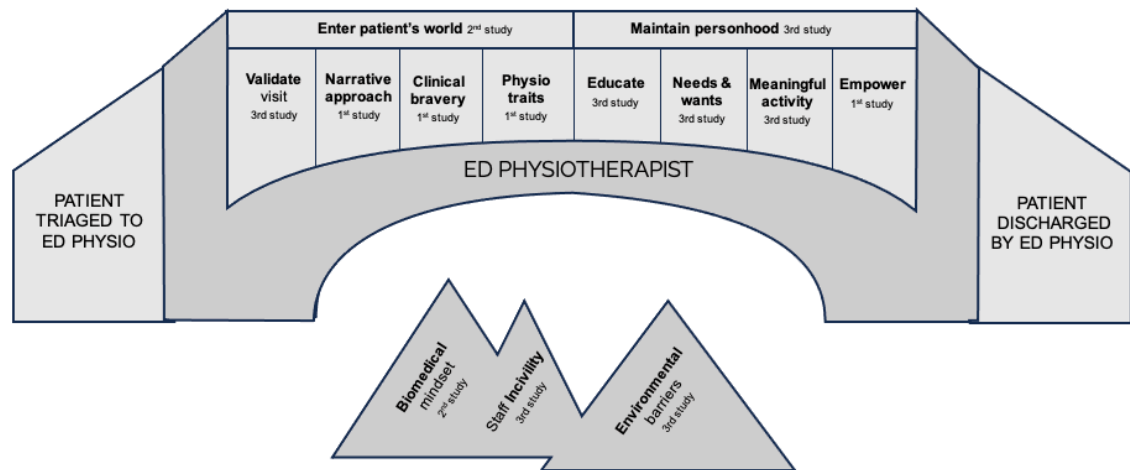 Enter patient's world 2nd study
Maintain personhood 3rd study
Validate
visit
3rd study
Narrative
approach
1st study
Clinical
bravery
1st study
Physio
traits
1st study
Educate
3rd study
Needs &
wants
3rd study
Meaningful
activity
3rd study
Empower
1st study
ED PHYSIOTHERAPIST
PATIENT
TRIAGED TO
ED PHYSIO
PATIENT
DISCHARGED
BY ED PHYSIO
Biomedical
mindset
2nd study
Staff Incivility
3rd study
Environmental
barriers
3rd study